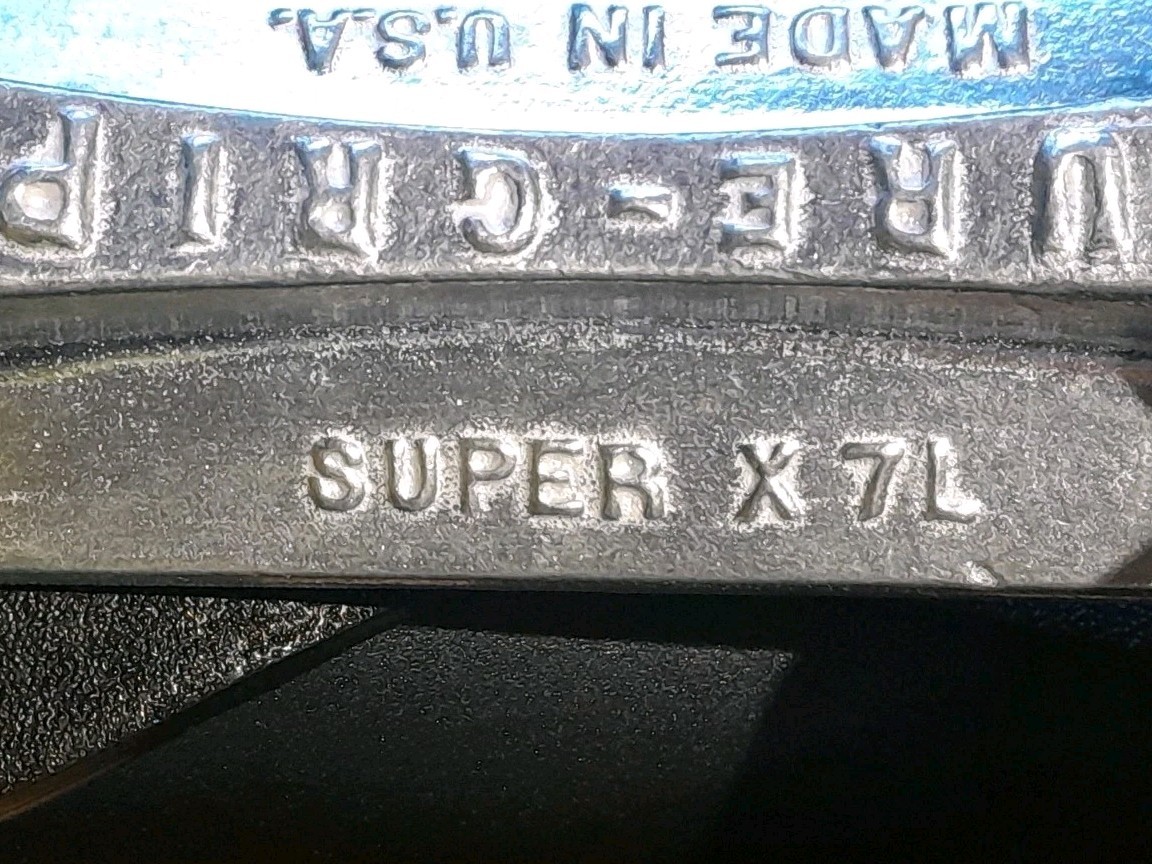 MADE IN U.S.A.
URE-GRIP
SUPER X 7L